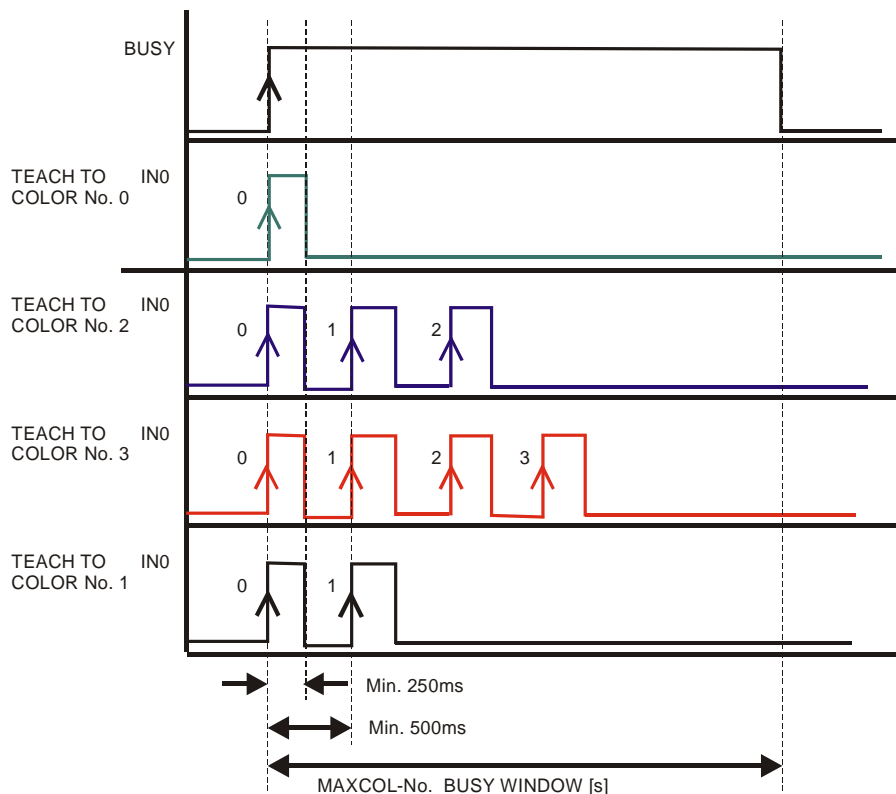 BUSY
TEACH TO IN0
COLOR No. 0
0
TEACH TO IN0
COLOR No. 2
0 1 2
TEACH TO IN0
COLOR No. 3
0 1 2 3
TEACH TO IN0
COLOR No. 1
0 1
Min. 250ms
Min. 500ms
MAXCOL-No. BUSY WINDOW [s]